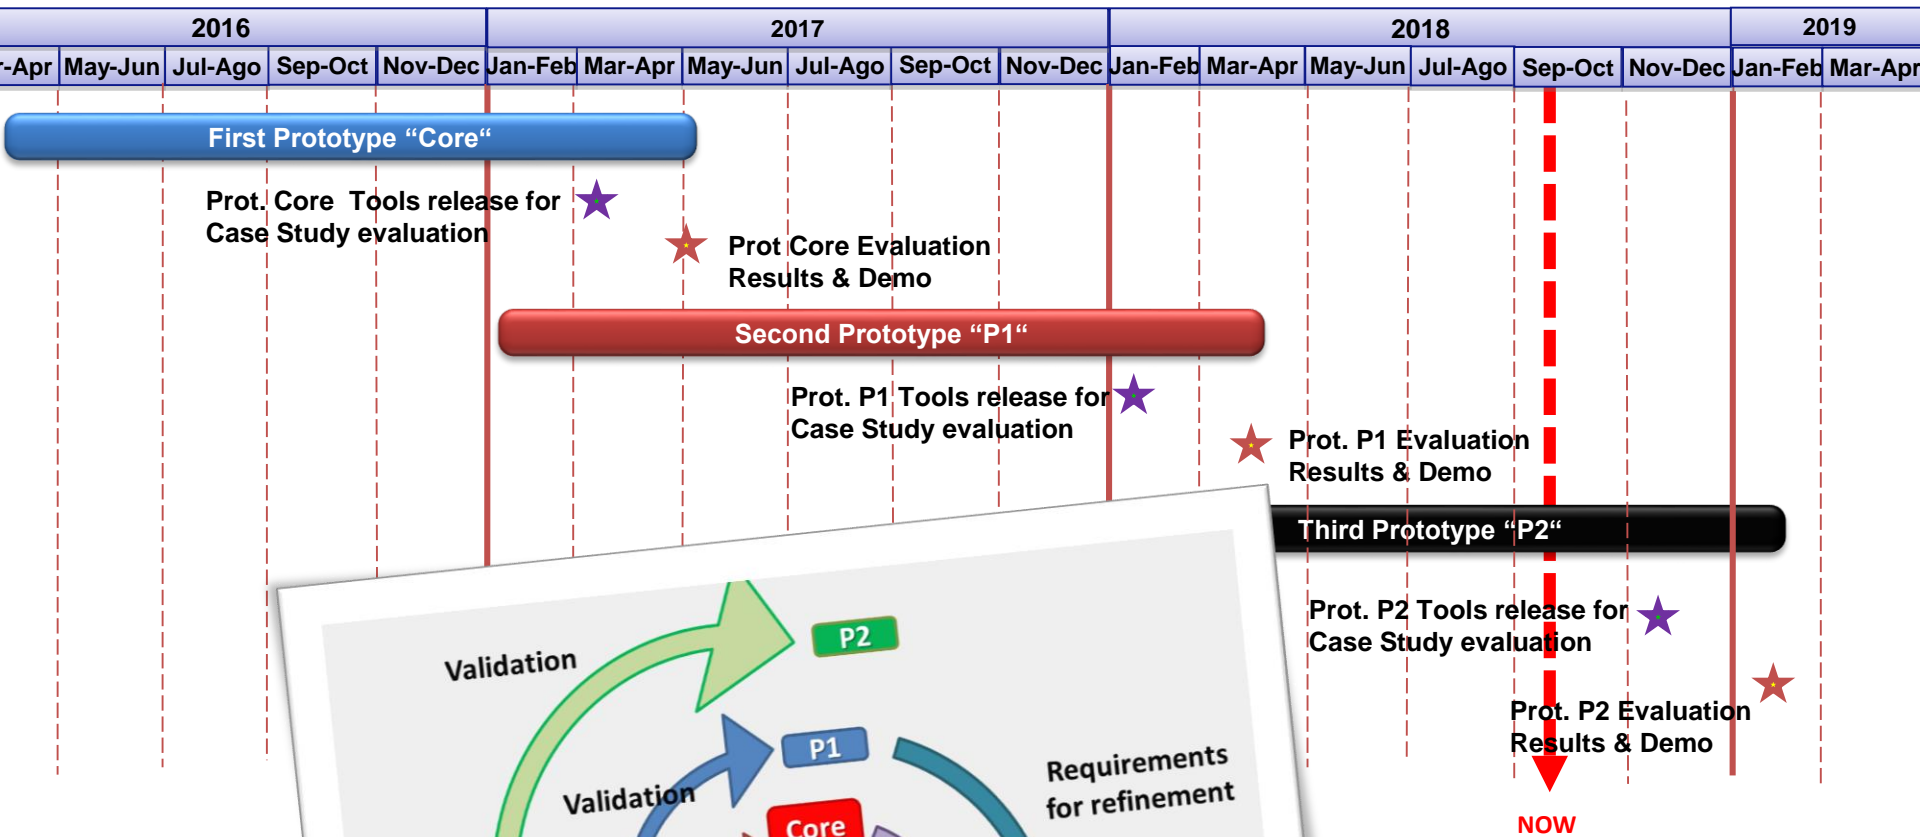 2016 2017 2018 2019
r-Apr May-Jun Jul-Ago Sep-Oct Nov-Dec Jan-Feb Mar-Apr May-Jun Jul-Ago Sep-Oct Nov-Dec Jan-Feb Mar-Apr May-Jun Jul-Ago Sep-Oct Nov-Dec Jan-Feb Mar-Apr
First Prototype “Core“
Prot. Core Tools release for
Case Study evaluation
Prot Core Evaluation
Results & Demo
Second Prototype “P1“
Prot. P1 Tools release for
Case Study evaluation
Prot. P1 Evaluation
Results & Demo
Third Prototype “P2“
Prot. P2 Tools release for
Case Study evaluation
Prot. P2 Evaluation
Results & Demo
NOW
Validation
P2
P1
Validation
Requirements
for refinement
Core